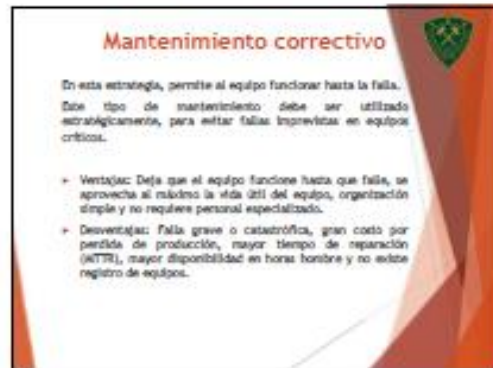 Mantenimiento correctivo
En esta estrategia, permite al equipo funcionar hasta la falla.
Este tipo de mantenimiento debe ser utilizado
estratégicamente, para evitar fallas imprevistas en equipos
críticos.
Ventajas: Deja que el equipo funcione hasta que falle, se
aprovecha al máximo la vida útil del equipo, organización
simple y no requiere personal especializado.
Desventajas: Falla grave o catastrófica, gran costo por
perdida de producción, mayor tiempo de reparación
(MTTR), mayor disponibilidad en horas hombre y no existe
registro de equipos.